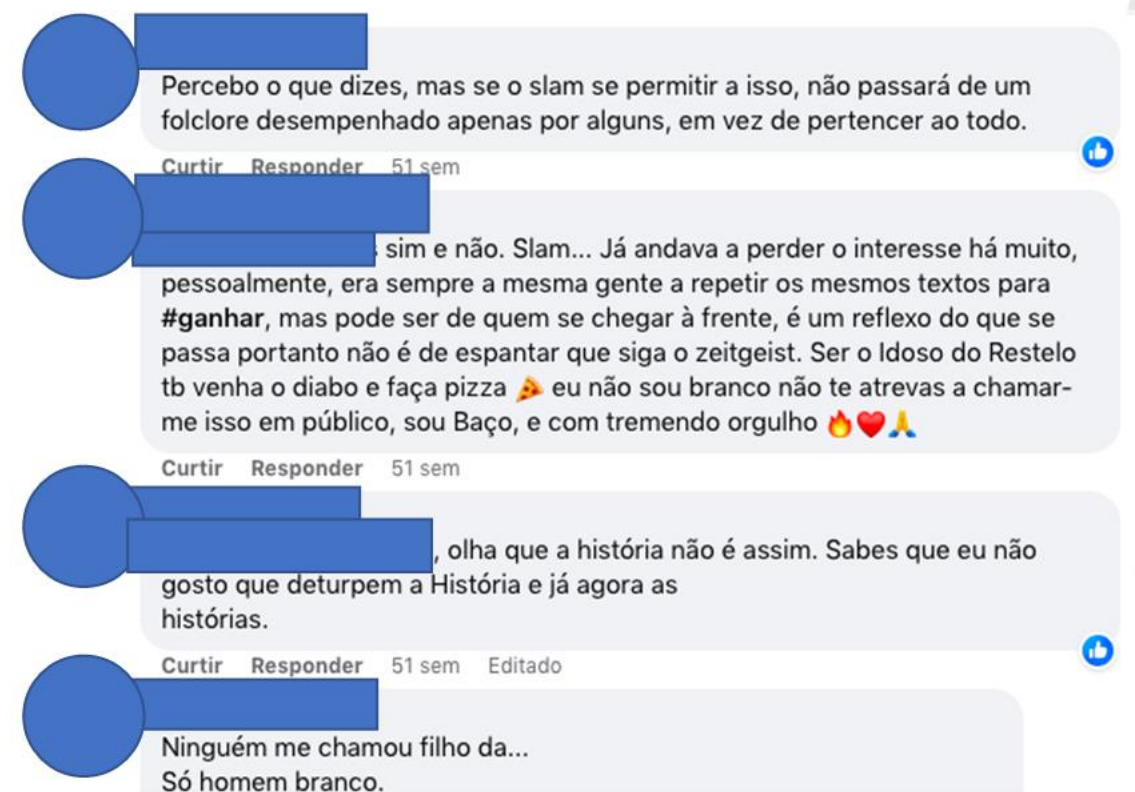 Percebo o que dizes, mas se o slam se permitir a isso, não passará de um
folclore desempenhado apenas por alguns, em vez de pertencer ao todo.
Curtir Responder 51 sem
sim e não. Slam... Já andava a perder o interesse há muito,
pessoalmente, era sempre a mesma gente a repetir os mesmos textos para
#ganhar, mas pode ser de quem se chegar à frente, é um reflexo do que se
passa portanto não é de espantar que siga o zeitgeist. Ser o Idoso do Restelo
tb venha o diabo e faça pizza 🍕 eu não sou branco não te atrevas a chamar-
me isso em público, sou Baço, e com tremendo orgulho 🔥❤️🙏
Curtir Responder 51 sem
, olha que a história não é assim. Sabes que eu não
gosto que deturpem a História e já agora as
histórias.
Curtir Responder 51 sem Editado
Ninguém me chamou filho da...
Só homem branco.